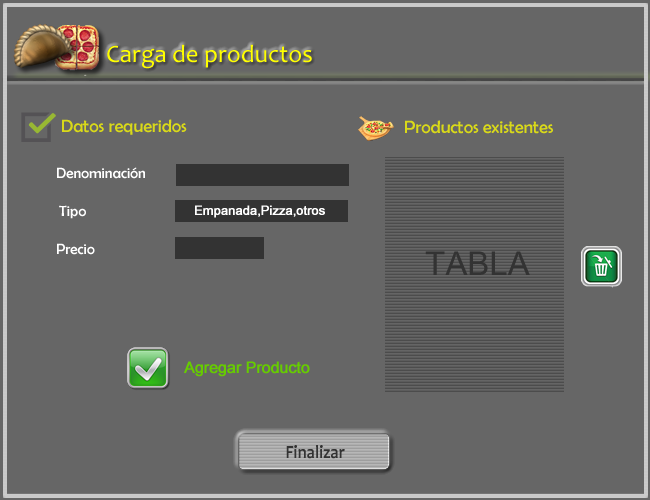 Carga de productos
Datos requeridos
Productos existentes
Denominación
Tipo
Empanada,Pizza,otros
Precio
TABLA
Agregar Producto
Finalizar